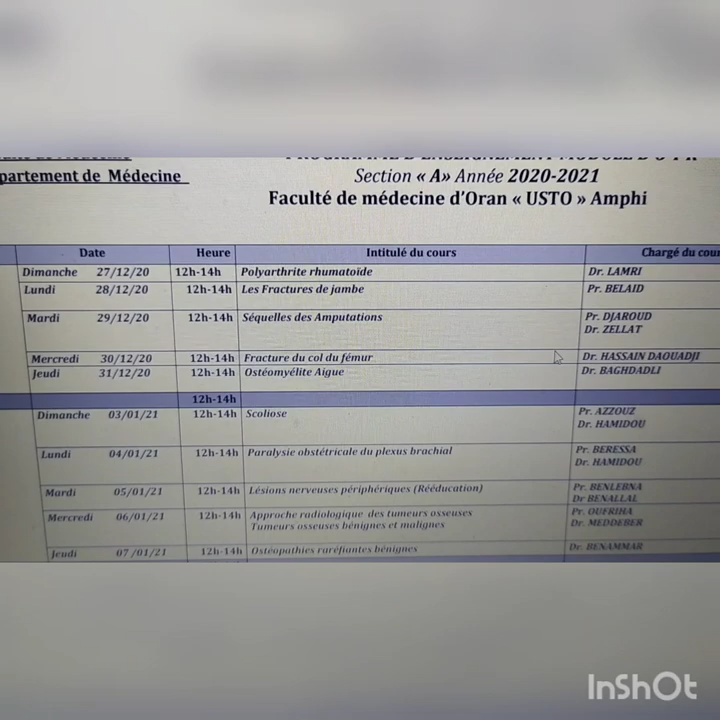 partement de Médecine
Section « A» Année 2020-2021
Faculté de médecine d'Oran « USTO » Amphi
Date Heure Intitulé du cours Chargé du cour
Dimanche 27/12/20 12h-14h Polyarthrite rhumatoïde Dr. LAMRI
Lundi 28/12/20 12h-14h Les Fractures de jambe Pr. BELAID
Mardi 29/12/20 12h-14h Séquelles des Amputations Pr. DJAROUD
Dr. ZELLAT
Mercredi 30/12/20 12h-14h Fracture du col du fémur Dr. HASSAIN DAOUADJI
Jeudi 31/12/20 12h-14h Ostéomyélite Aigue Dr. BAGHDADLI
12h-14h
Dimanche 03/01/21 12h-14h Scoliose Pr. AZZOUZ
Dr. HAMIDOU
Lundi 04/01/21 12h-14h Paralysie obstétricale du plexus brachial Pr. BERESSA
Dr. HAMIDOU
Mardi 05/01/21 12h-14h Lésions nerveuses périphériques (Rééducation) Pr. BENLEBNA
Dr BENALLAL
Mercredi 06/01/21 12h-14h Approche radiologique des tumeurs osseuses Pr. OUFRIHA
Tumeurs osseuses bénignes et malignes Dr. MEDDEBER
Jeudi 07/01/21 12h-14h Ostéopathies raréfiantes bénignes Dr. BENAMMAR
InShOt